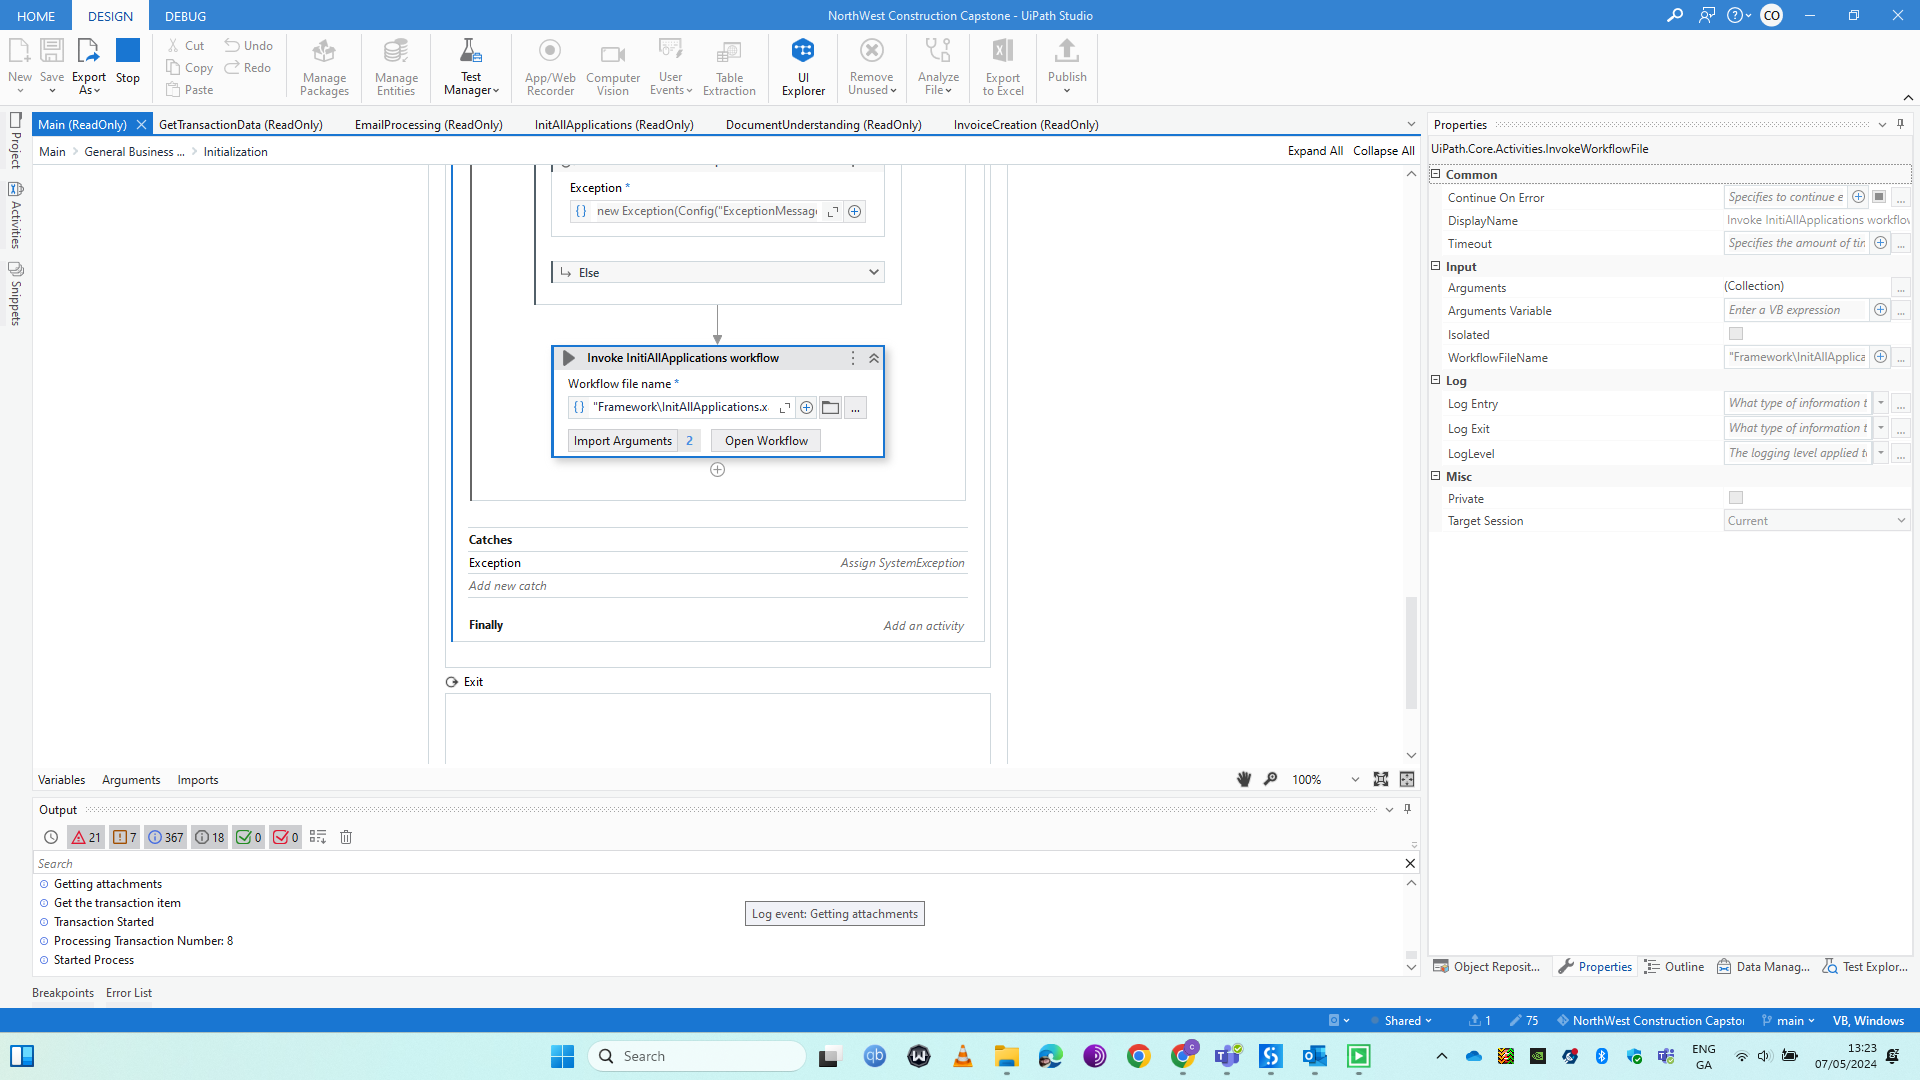 HOME
DESIGN
DEBUG
NorthWest Construction Capstone - UiPath Studio
CO
New
Save
Export As
Stop
Cut
Copy
Paste
Undo
Redo
Manage Packages
Manage Entities
Test Manager
App/Web Recorder
Computer Vision
User Events
Table Extraction
UI Explorer
Remove Unused
Analyze File
Export to Excel
Publish
Project
Activities
Snippets
Main (ReadOnly)
GetTransactionData (ReadOnly)
EmailProcessing (ReadOnly)
InitAllApplications (ReadOnly)
DocumentUnderstanding (ReadOnly)
InvoiceCreation (ReadOnly)
Main
General Business ...
Initialization
Expand All
Collapse All
Exception *
new Exception(Config("ExceptionMessag
Else
Invoke InitiAllApplications workflow
Workflow file name *
"Framework\InitAllApplications.x
...
Import Arguments
2
Open Workflow
Catches
Exception
Assign SystemException
Add new catch
Finally
Add an activity
Exit
Variables
Arguments
Imports
100%
Output
21
7
367
18
0
0
Search
Getting attachments
Get the transaction item
Transaction Started
Processing Transaction Number: 8
Started Process
Log event: Getting attachments
Breakpoints
Error List
Properties
UiPath.Core.Activities.InvokeWorkflowFile
Common
Continue On Error
Specifies to continue e
DisplayName
Invoke InitiAllApplications workflov
Timeout
Specifies the amount of tir
Input
Arguments
(Collection)
Arguments Variable
Enter a VB expression
Isolated
WorkflowFileName
"Framework\InitAllApplica
Log
Log Entry
What type of information t
Log Exit
What type of information t
LogLevel
The logging level applied t
Misc
Private
Target Session
Current
Object Reposit...
Properties
Outline
Data Manag...
Test Explor...
Shared
1
75
NorthWest Construction Capsto
main
VB, Windows
Search
ENG
GA
13:23
07/05/2024